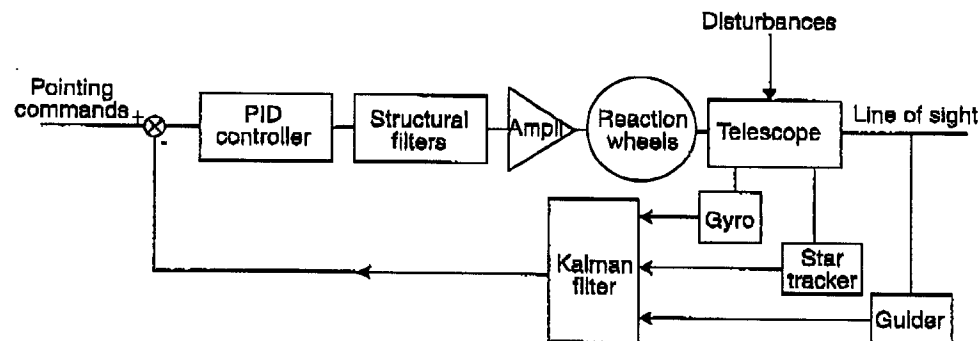 Disturbances
Pointing
commands
+
-
PID
controller
Structural
filters
Ampli
Reaction
wheels
Telescope
Line of sight
Gyro
Star
tracker
Kalman
filter
Guider